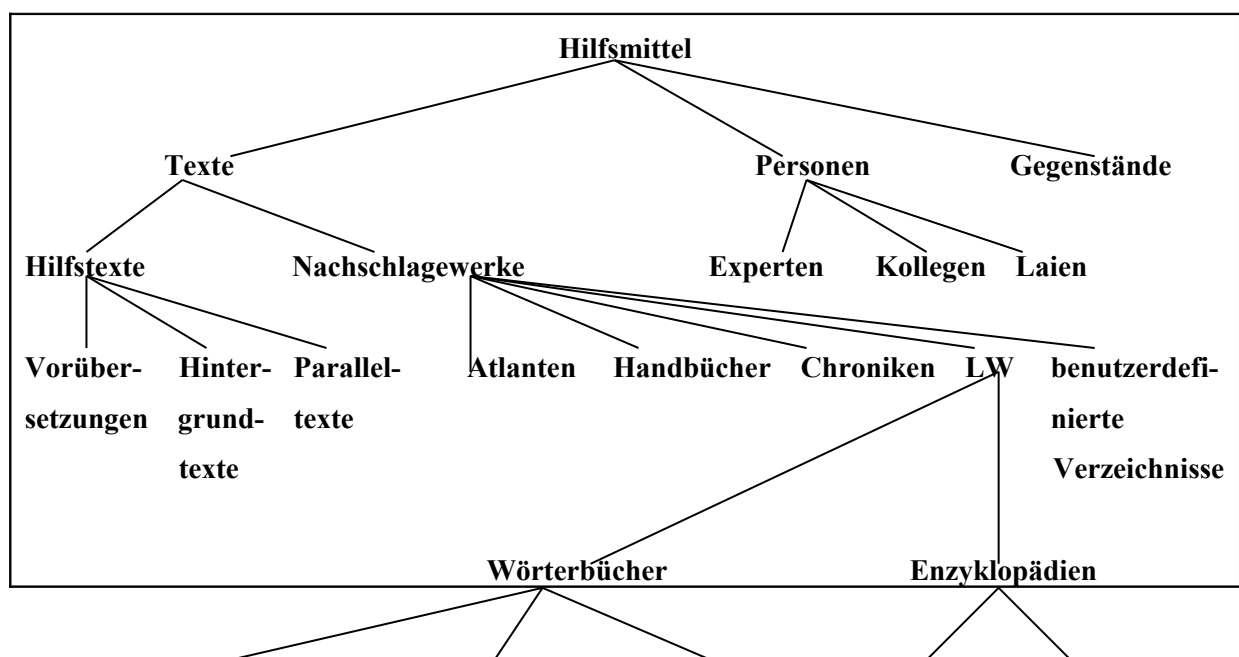 Hilfsmittel
Texte Personen Gegenstände
Hilfstexte Nachschlagewerke Experten Kollegen Laien
Vorüber- Hinter- Parallel- Atlanten Handbücher Chroniken LW benutzerdefi-
setzungen grund- texte nierte
texte Verzeichnisse
Wörterbücher Enzyklopädien